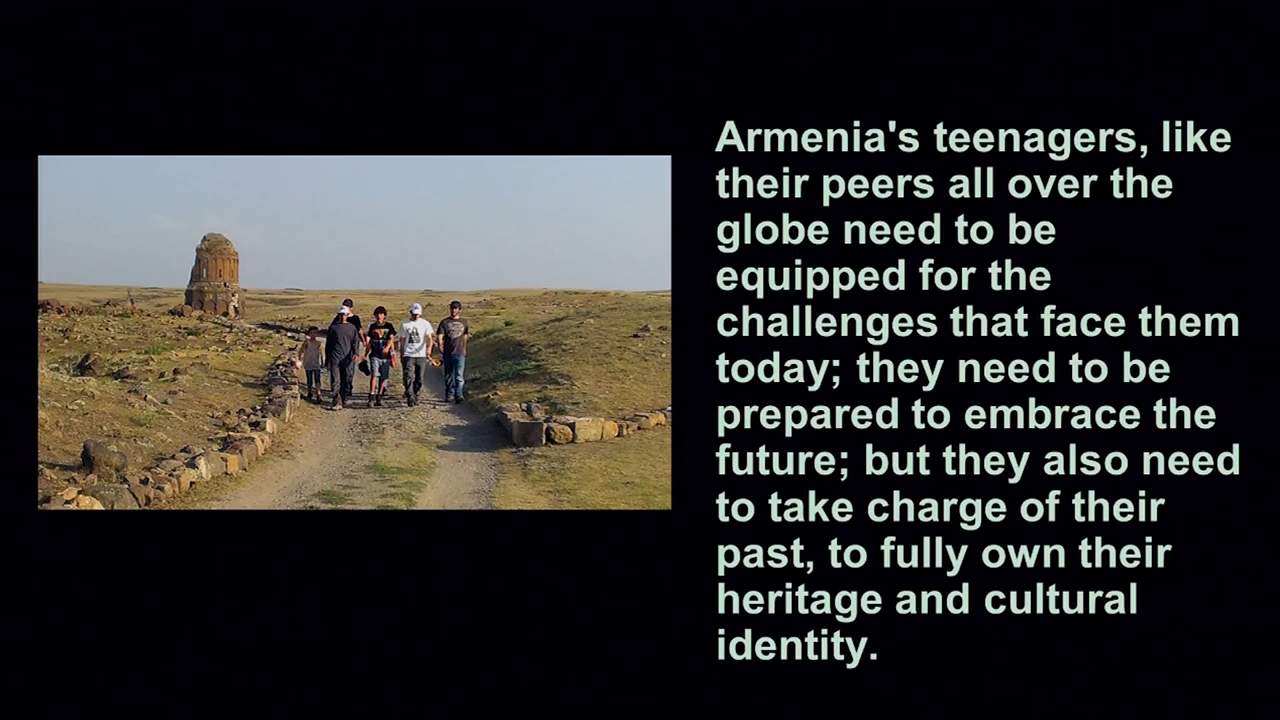 Armenia's teenagers, like
their peers all over the
globe need to be
equipped for the
challenges that face them
today; they need to be
prepared to embrace the
future; but they also need
to take charge of their
past, to fully own their
heritage and cultural
identity.